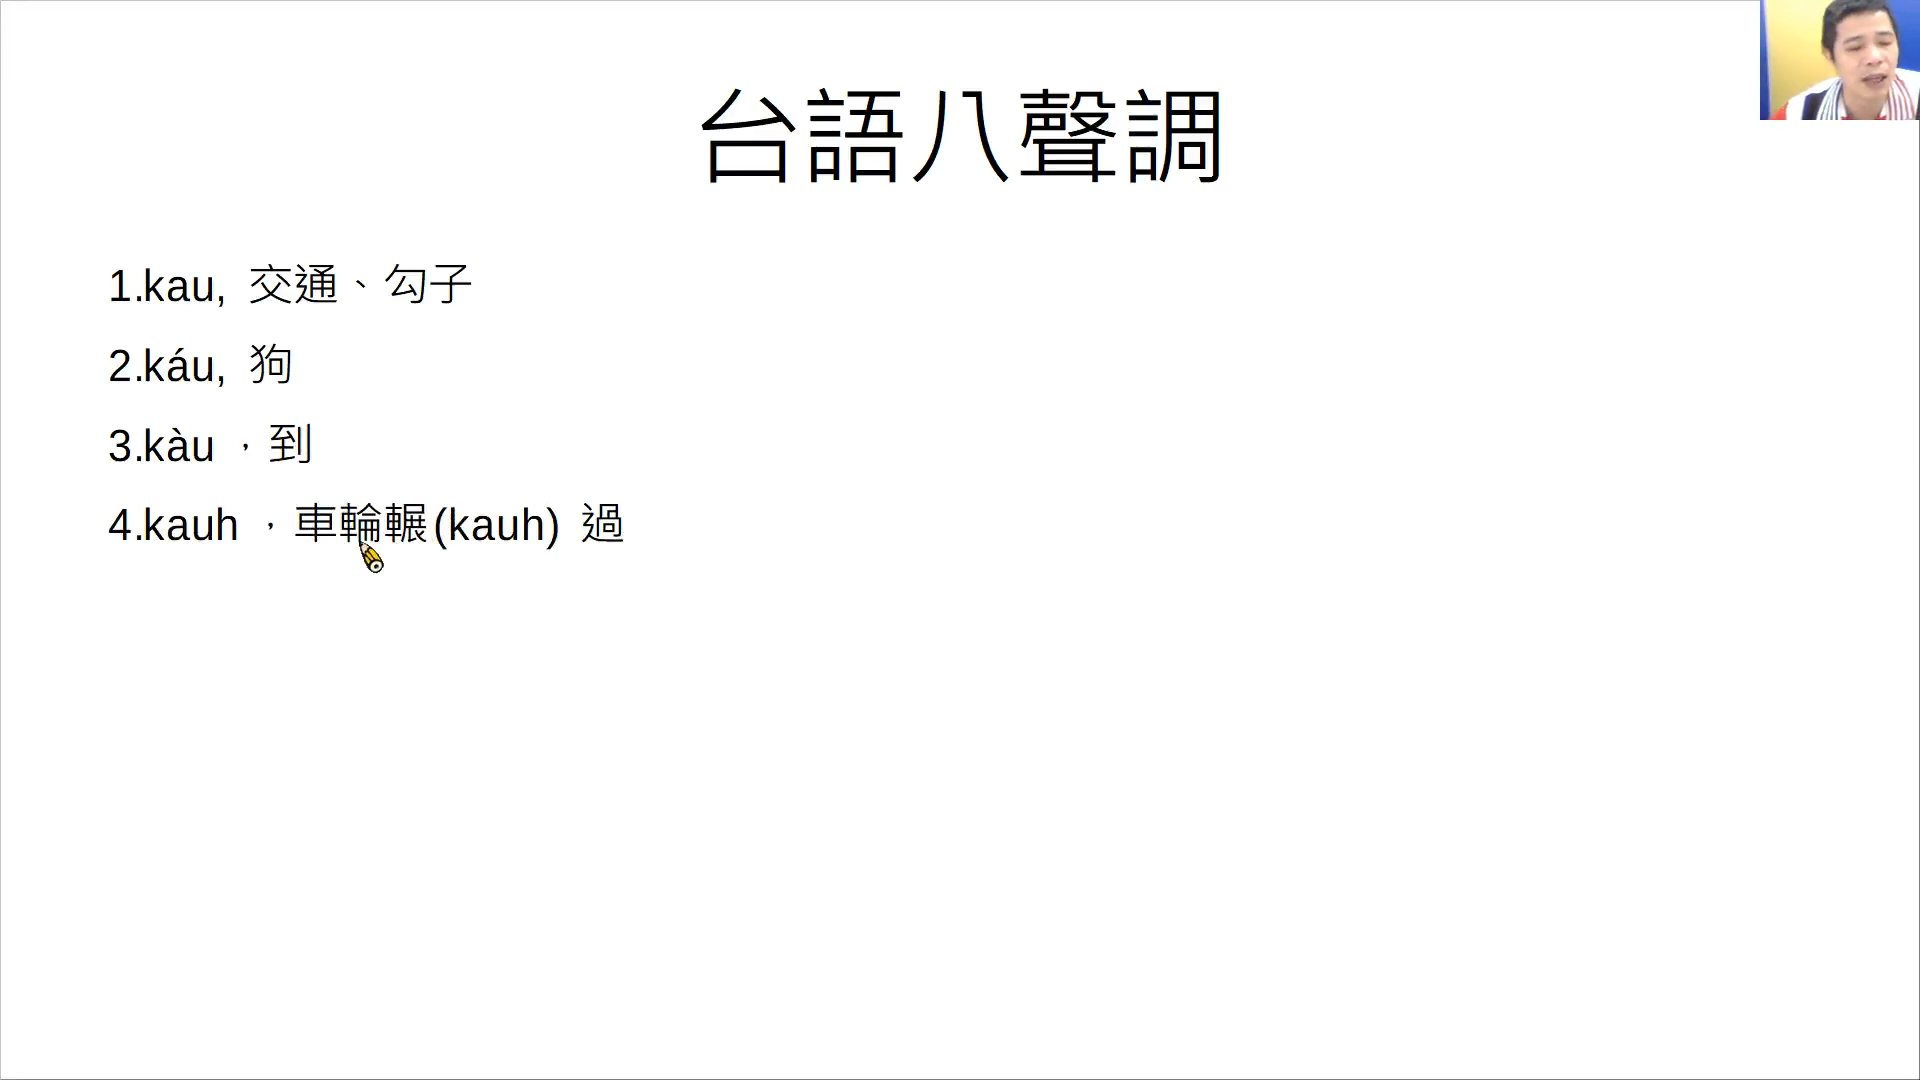 台語八聲調
1.kau, 交通、勾子
2.káu, 狗
3.kàu ，到
4.kauh ，車輪輾(kauh) 過